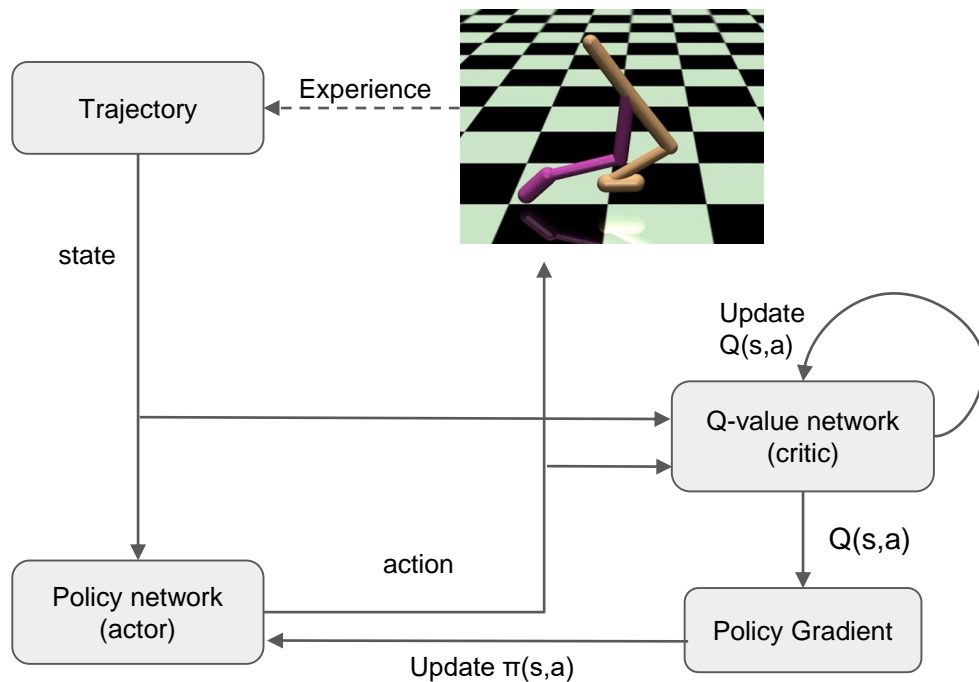 Experience
Trajectory
state
Update
Q(s,a)
Q-value network
(critic)
Q(s,a)
action
Policy network
(actor)
Policy Gradient
Update π(s,a)